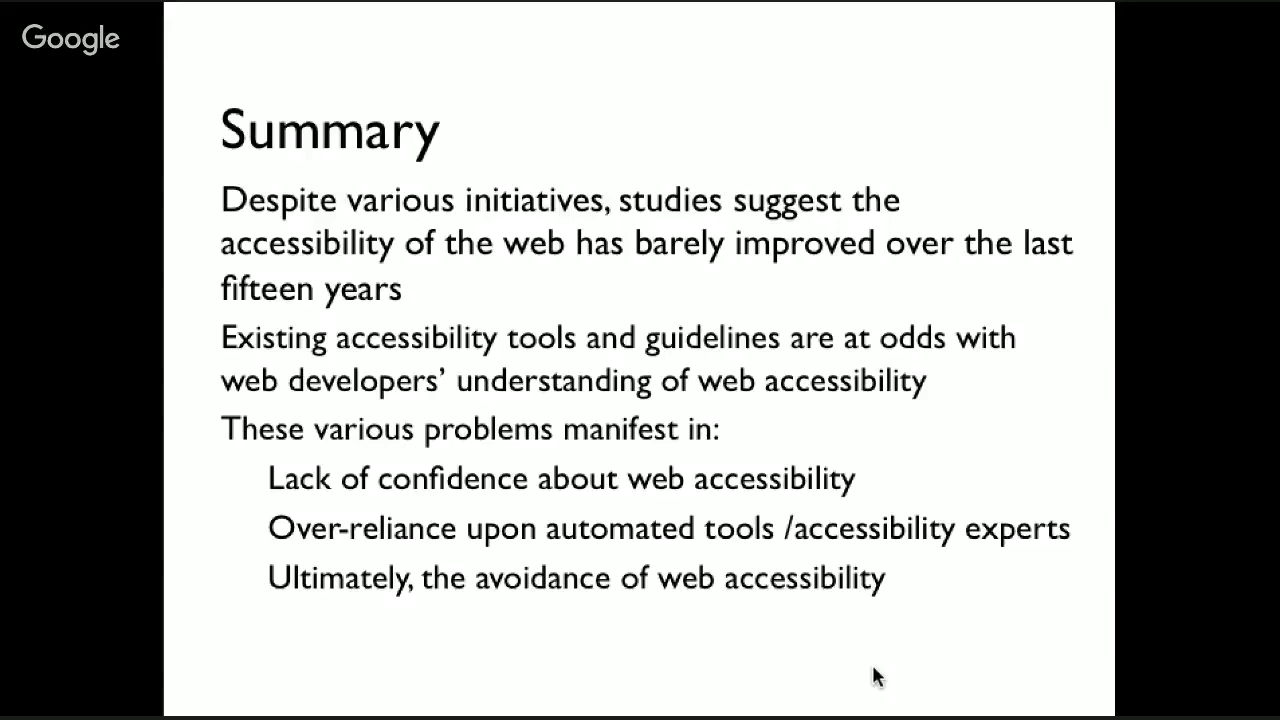 Google
Summary
Despite various initiatives, studies suggest the
accessibility of the web has barely improved over the last
fifteen years
Existing accessibility tools and guidelines are at odds with
web developers’ understanding of web accessibility
These various problems manifest in:
Lack of confidence about web accessibility
Over-reliance upon automated tools /accessibility experts
Ultimately, the avoidance of web accessibility